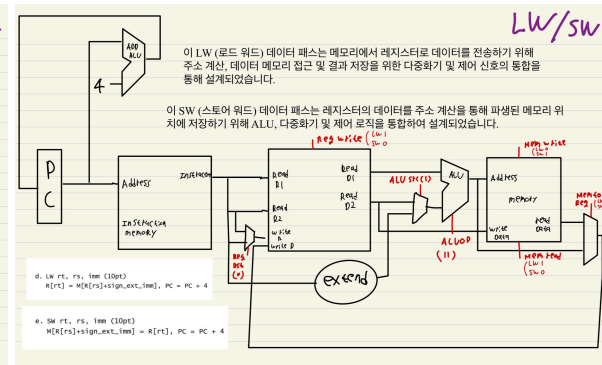 LW/SW
ADD
ALU
4
이 LW (로드 워드) 데이터 패스는 메모리에서 레지스터로 데이터를 전송하기 위해
주소 계산, 데이터 메모리 접근 및 결과 저장을 위한 다중화기 및 제어 신호의 통합을
통해 설계되었습니다.
이 SW (스토어 워드) 데이터 패스는 레지스터의 데이터를 주소 계산을 통해 파생된 메모리 위
치에 저장하기 위해 ALU, 다중화기 및 제어 로직을 통합하여 설계되었습니다.
P
C
Address
Instruction
memory
Reg write (LW 1
SW 0
Read
D1
Read
D2
write
R
write D
Read
D1
Read
D2
Reg
Dst
(0)
extend
ALU Src(1)
ALU
ALUOP
(11)
Mem write
(LW 0
SW 1
Address
memory
write
Data
read
Data
Mem read
(LW 1
SW 0
d. LW rt, rs, imm (10pt)
R[rt] = M[R[rs]+sign_ext_imm], PC = PC + 4
e. SW rt, rs, imm (10pt)
M[R[rs]+sign_ext_imm] = R[rt], PC = PC + 4